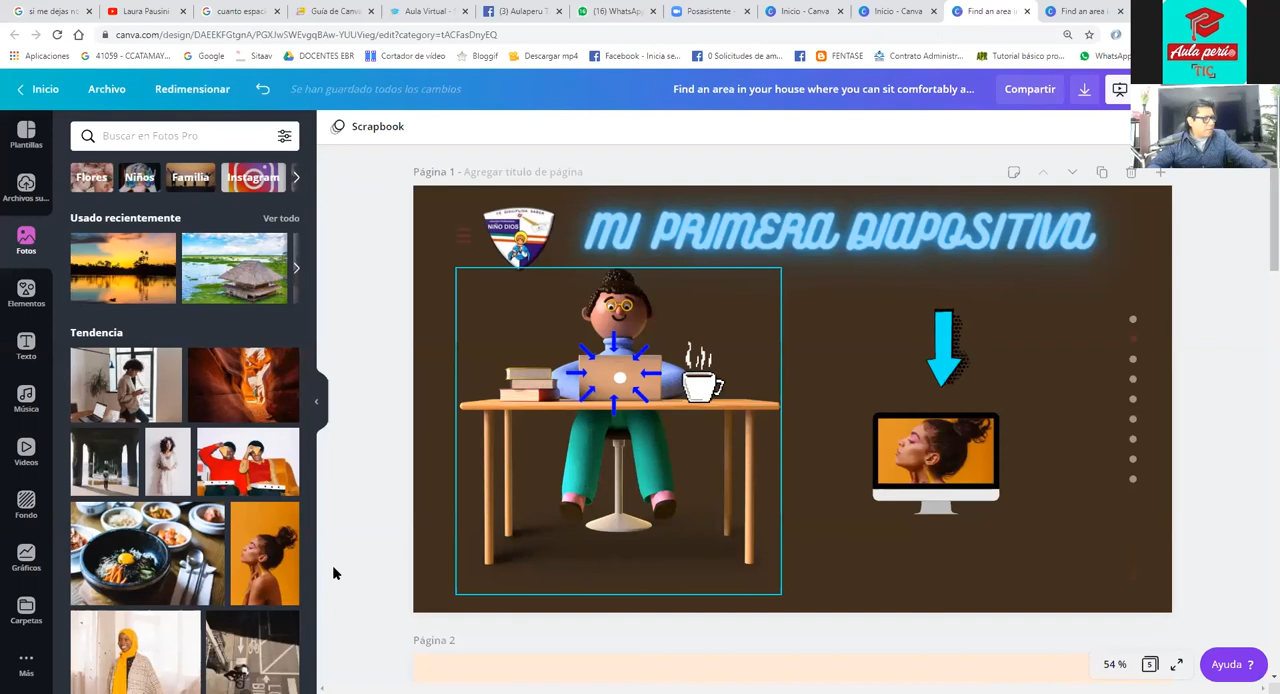 si me dejas n
Laura Pausini
cuanto espaci
Guía de Canva
Aula Virtual -
(3) Aulaperu T
(16) WhatsApp
Posasistente -
Inicio - Canva
Inicio - Canva
Find an area i
Find an area
canva.com/design/DAEEKFGtgnA/PGXJwSWEvgqBAw-YUUVieg/edit?category=tACFasDnyEQ
Aplicaciones
41059 - CCATAMAY...
Google
Sitaav
DOCENTES EBR
Cortador de vídeo
Bloggif
Descargar mp4
Facebook - Inicia se...
0 Solicitudes de am...
FENTASE
Contrato Administr...
Tutorial básico pro...
WhatsApp
Aula perú
TIC
Inicio
Archivo
Redimensionar
Se han guardado todos los cambios
Find an area in your house where you can sit comfortably a...
Compartir
Plantillas
Archivos su...
Fotos
Elementos
Texto
Música
Videos
Fondo
Gráficos
Carpetas
Más
Buscar en Fotos Pro
Flores
Niños
Familia
Instagram
Usado recientemente
Ver todo
Tendencia
Scrapbook
Página 1 - Agregar título de página
NIÑO DIOS
MI PRIMERA DIAPOSITIVA
Página 2
54 %
5
Ayuda ?